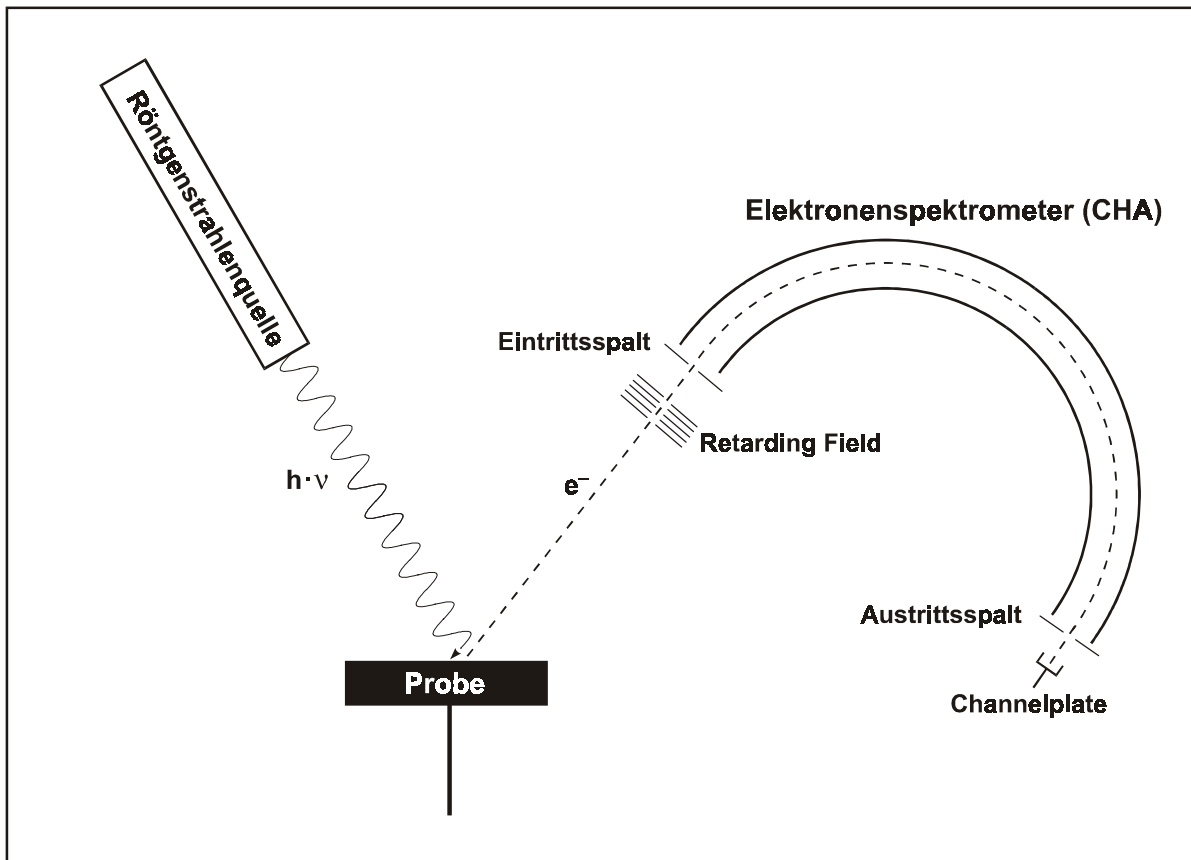 Röntgenstrahlenquelle
Elektronenspektrometer (CHA)
Eintrittsspalt
Retarding Field
h·ν
e⁻
Austrittsspalt
Probe
Channelplate